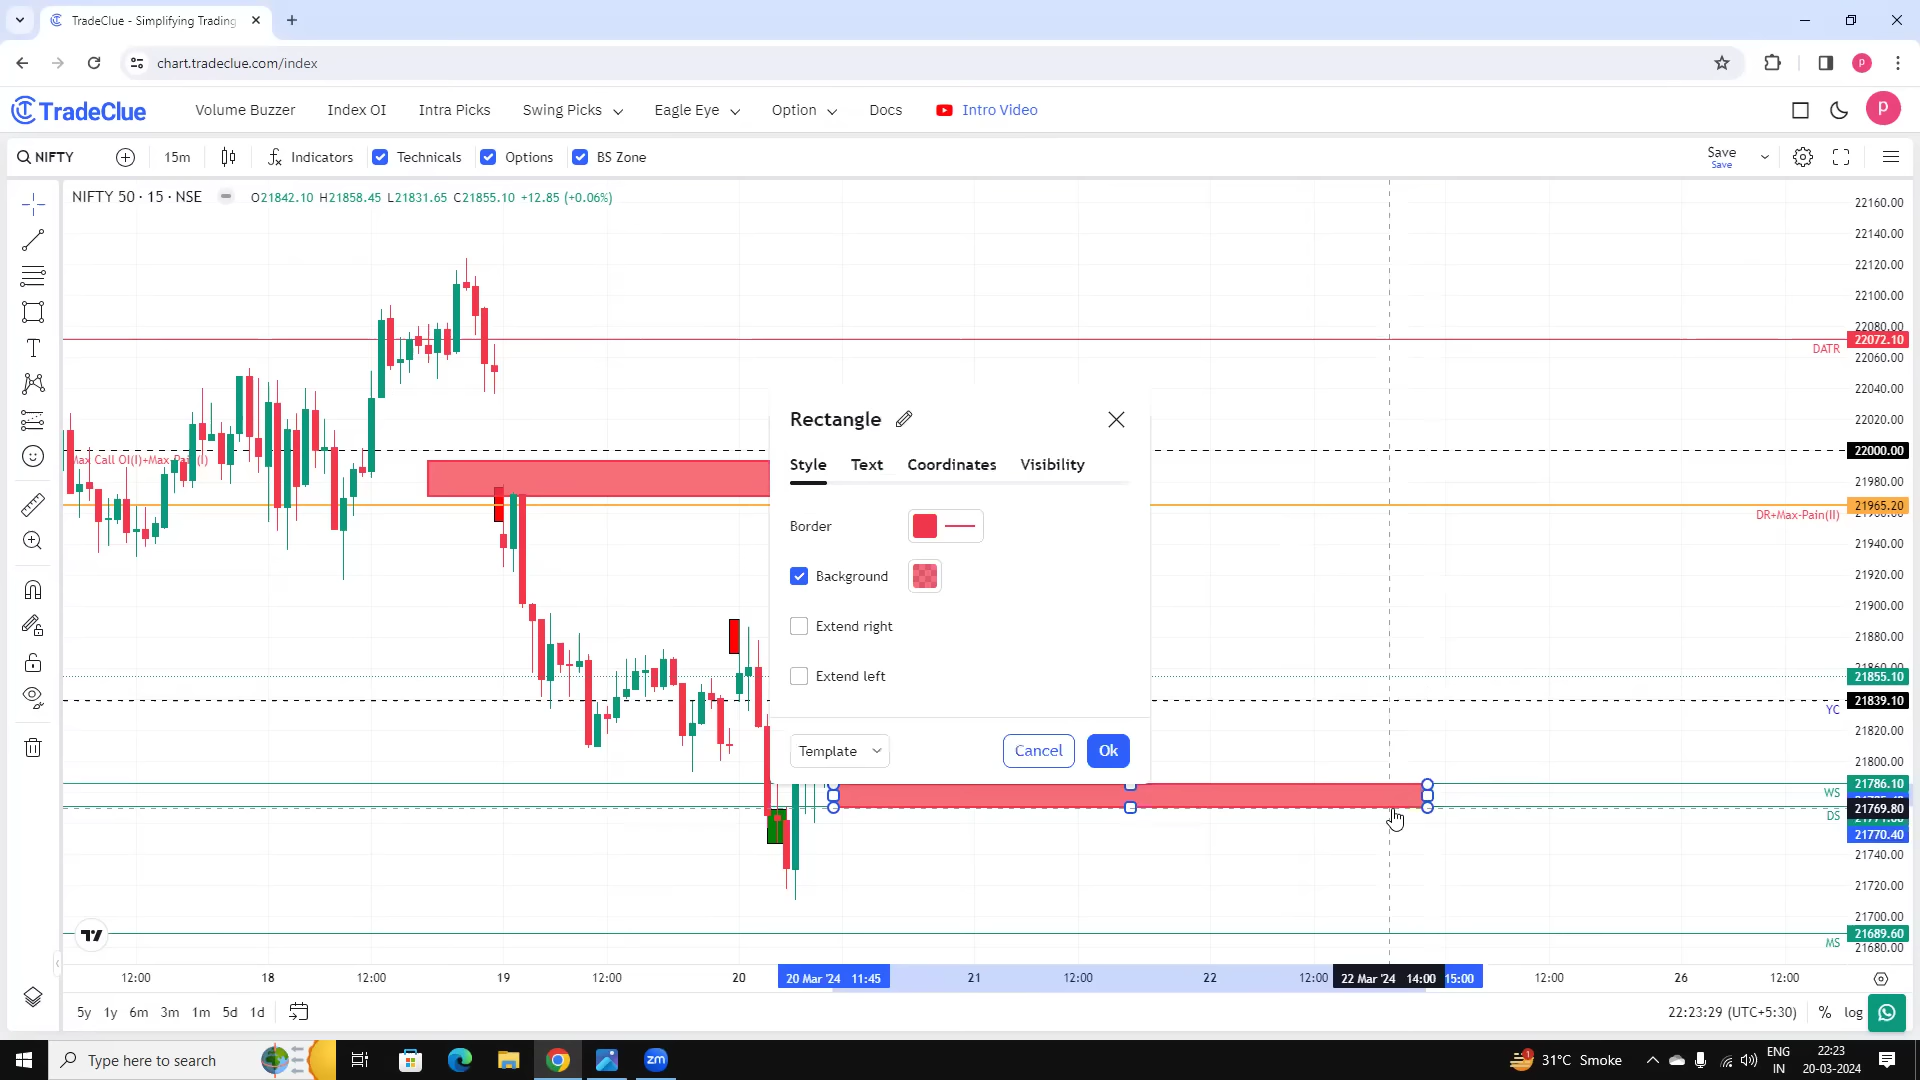 TradeClue - Simplifying Trading
chart.tradeclue.com/index
P
TradeClue Volume Buzzer Index OI Intra Picks Swing Picks Eagle Eye Option Docs Intro Video P
NIFTY 15m Indicators Technicals Options BS Zone Save
Save
NIFTY 50 · 15 · NSE O21842.10 H21858.45 L21831.65 C21855.10 +12.85 (+0.06%)
22160.00
22140.00
22120.00
22100.00
22080.00
22072.10
DATR
22060.00
22040.00
22020.00
22000.00
Max Call OI(I)+Max-Pain(I)
21980.00
21965.20
DR+Max-Pain(II)
21940.00
21920.00
21900.00
21880.00
21860.00
21855.10
21839.10
YC
21820.00
21800.00
21786.10
WS
21769.80
DS
21770.40
21740.00
21720.00
21700.00
21689.60
MS
21680.00
Rectangle
Style Text Coordinates Visibility
Border
Background
Extend right
Extend left
Template Cancel Ok
12:00 18 12:00 19 12:00 20 20 Mar '24 11:45 21 12:00 22 12:00 22 Mar '24 14:00 15:00 12:00 26 12:00
5y 1y 6m 3m 1m 5d 1d 22:23:29 (UTC+5:30) % log
Type here to search zm 1 31°C Smoke ENG
IN 22:23
20-03-2024